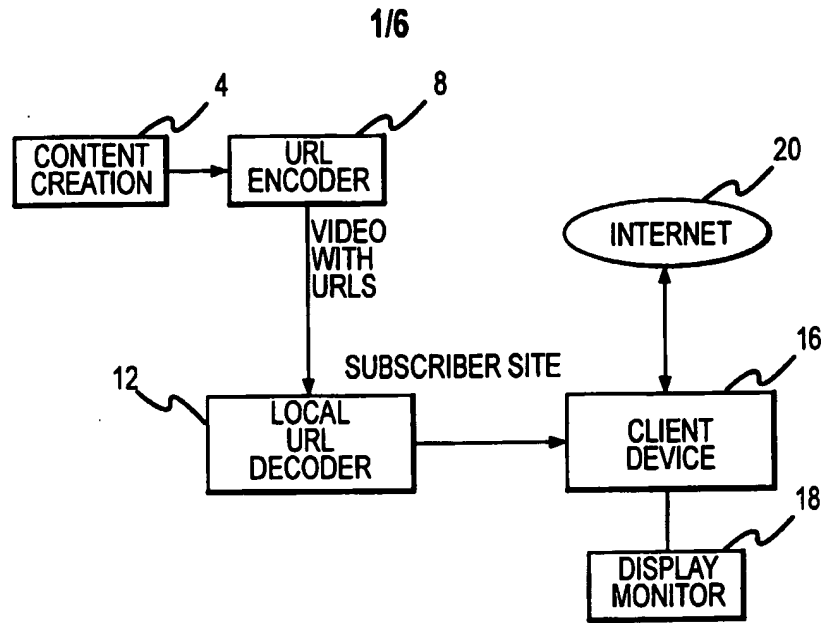 1/6
4
8
CONTENT
CREATION
URL
ENCODER
20
INTERNET
VIDEO
WITH
URLS
SUBSCRIBER SITE
16
12
LOCAL
URL
DECODER
CLIENT
DEVICE
18
DISPLAY
MONITOR